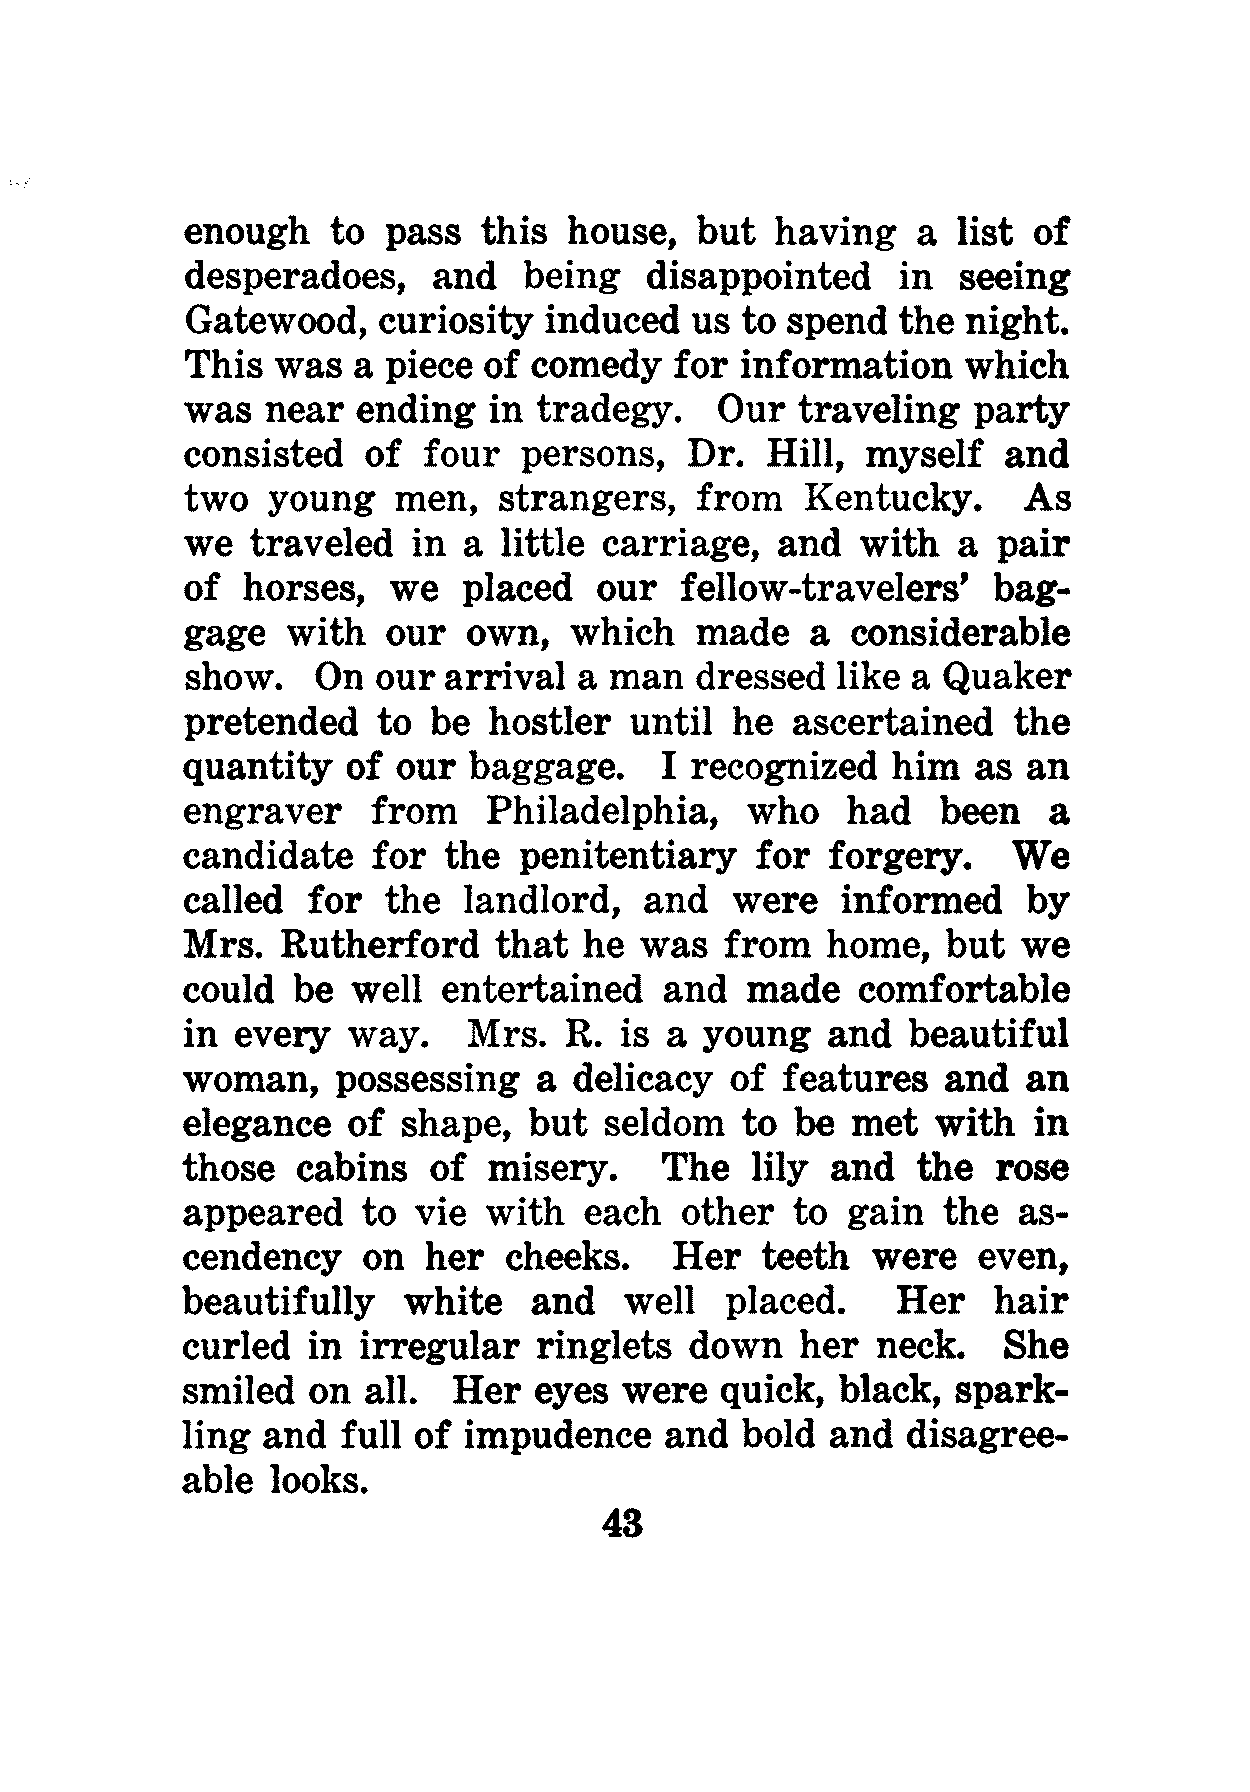 enough to pass this house, but having a list of
desperadoes, and being disappointed in seeing
Gatewood, curiosity induced us to spend the night.
This was a piece of comedy for information which
was near ending in tradegy. Our traveling party
consisted of four persons, Dr. Hill, myself and
two young men, strangers, from Kentucky. As
we traveled in a little carriage, and with a pair
of horses, we placed our fellow-travelers' bag-
gage with our own, which made a considerable
show. On our arrival a man dressed like a Quaker
pretended to be hostler until he ascertained the
quantity of our baggage. I recognized him as an
engraver from Philadelphia, who had been a
candidate for the penitentiary for forgery. We
called for the landlord, and were informed by
Mrs. Rutherford that he was from home, but we
could be well entertained and made comfortable
in every way. Mrs. R. is a young and beautiful
woman, possessing a delicacy of features and an
elegance of shape, but seldom to be met with in
those cabins of misery. The lily and the rose
appeared to vie with each other to gain the as-
cendency on her cheeks. Her teeth were even,
beautifully white and well placed. Her hair
curled in irregular ringlets down her neck. She
smiled on all. Her eyes were quick, black, spark-
ling and full of impudence and bold and disagree-
able looks.
43